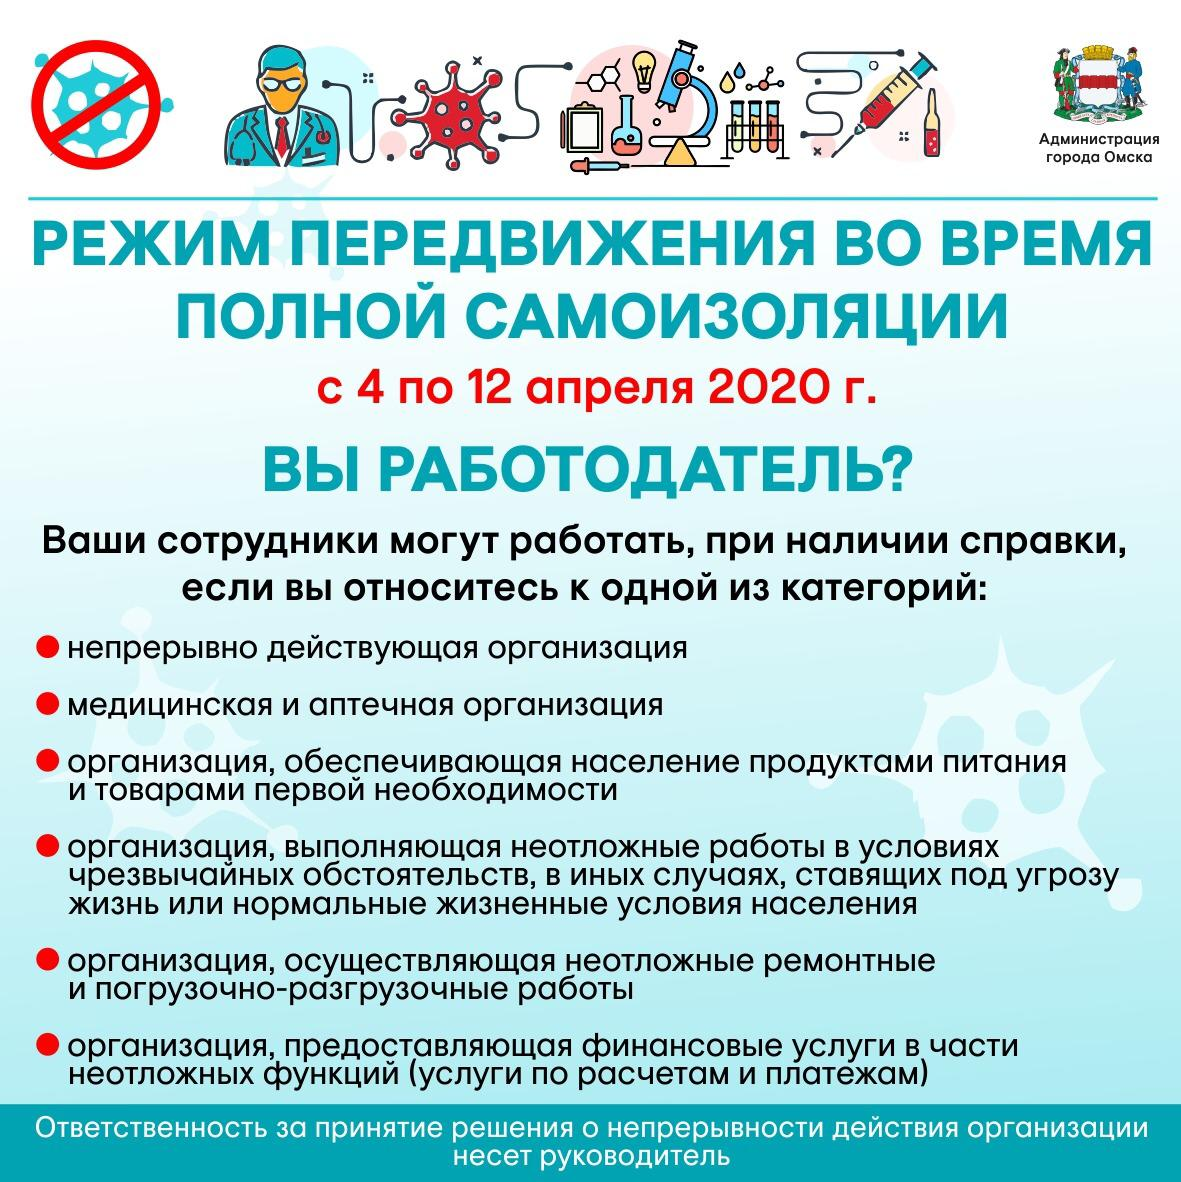 Администрация
города Омска
РЕЖИМ ПЕРЕДВИЖЕНИЯ ВО ВРЕМЯ
ПОЛНОЙ САМОИЗОЛЯЦИИ
с 4 по 12 апреля 2020 г.
ВЫ РАБОТОДАТЕЛЬ?
Ваши сотрудники могут работать, при наличии справки,
если вы относитесь к одной из категорий:
непрерывно действующая организация
медицинская и аптечная организация
организация, обеспечивающая население продуктами питания
и товарами первой необходимости
организация, выполняющая неотложные работы в условиях
чрезвычайных обстоятельств, в иных случаях, ставящих под угрозу
жизнь или нормальные жизненные условия населения
организация, осуществляющая неотложные ремонтные
и погрузочно-разгрузочные работы
организация, предоставляющая финансовые услуги в части
неотложных функций (услуги по расчетам и платежам)
Ответственность за принятие решения о непрерывности действия организации
несет руководитель